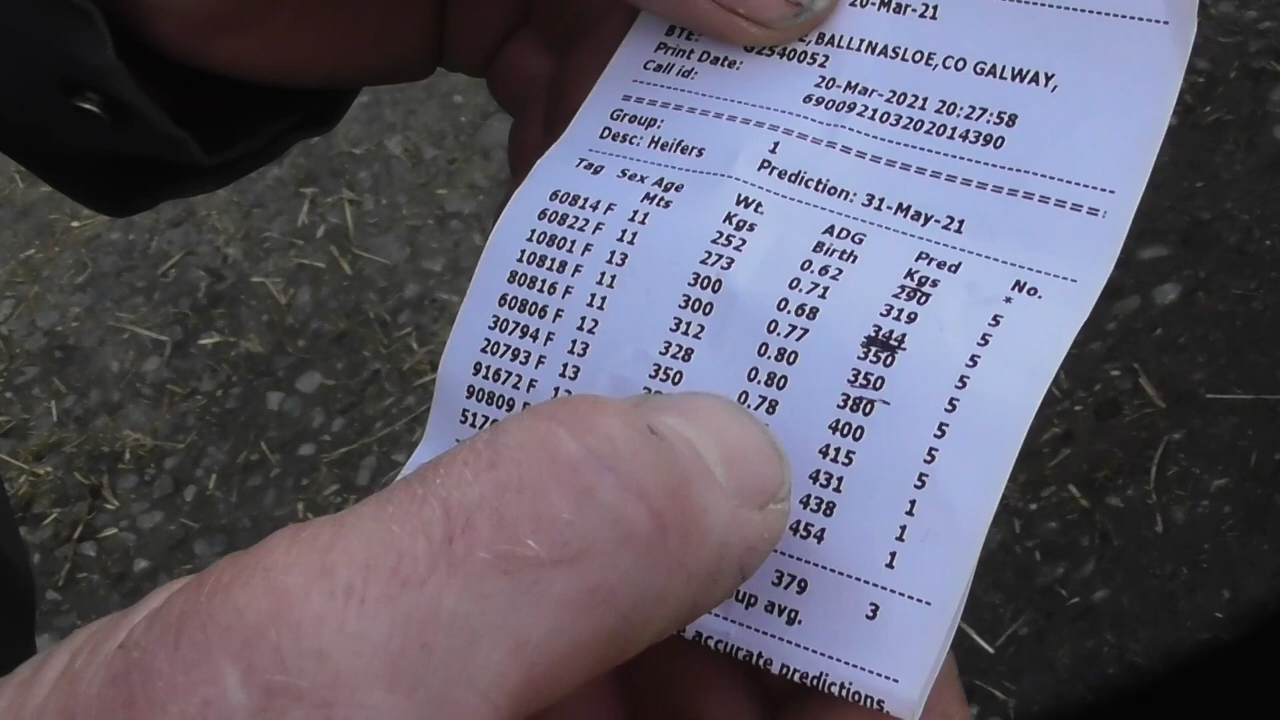 20-Mar-21
,BALLINASLOE,CO GALWAY,
BTE: G2540052
Print Date: 20-Mar-2021 20:27:58
Call id: 690092103202014390
Group: 1
Desc: Heifers Prediction: 31-May-21
Tag Sex Age Wt. ADG Pred No.
Mts Kgs Birth Kgs *
60814 F 11 252 0.62 290 5
60822 F 11 273 0.71 319 5
10801 F 13 300 0.68 344 5
10818 F 11 300 0.77 350 5
80816 F 11 312 0.80 350 5
60806 F 12 328 0.80 380 5
30794 F 13 350 0.78 400 5
20793 F 13 415 5
91672 F 431 1
90809 438 1
454 1
379 3
avg.
accurate predictions.